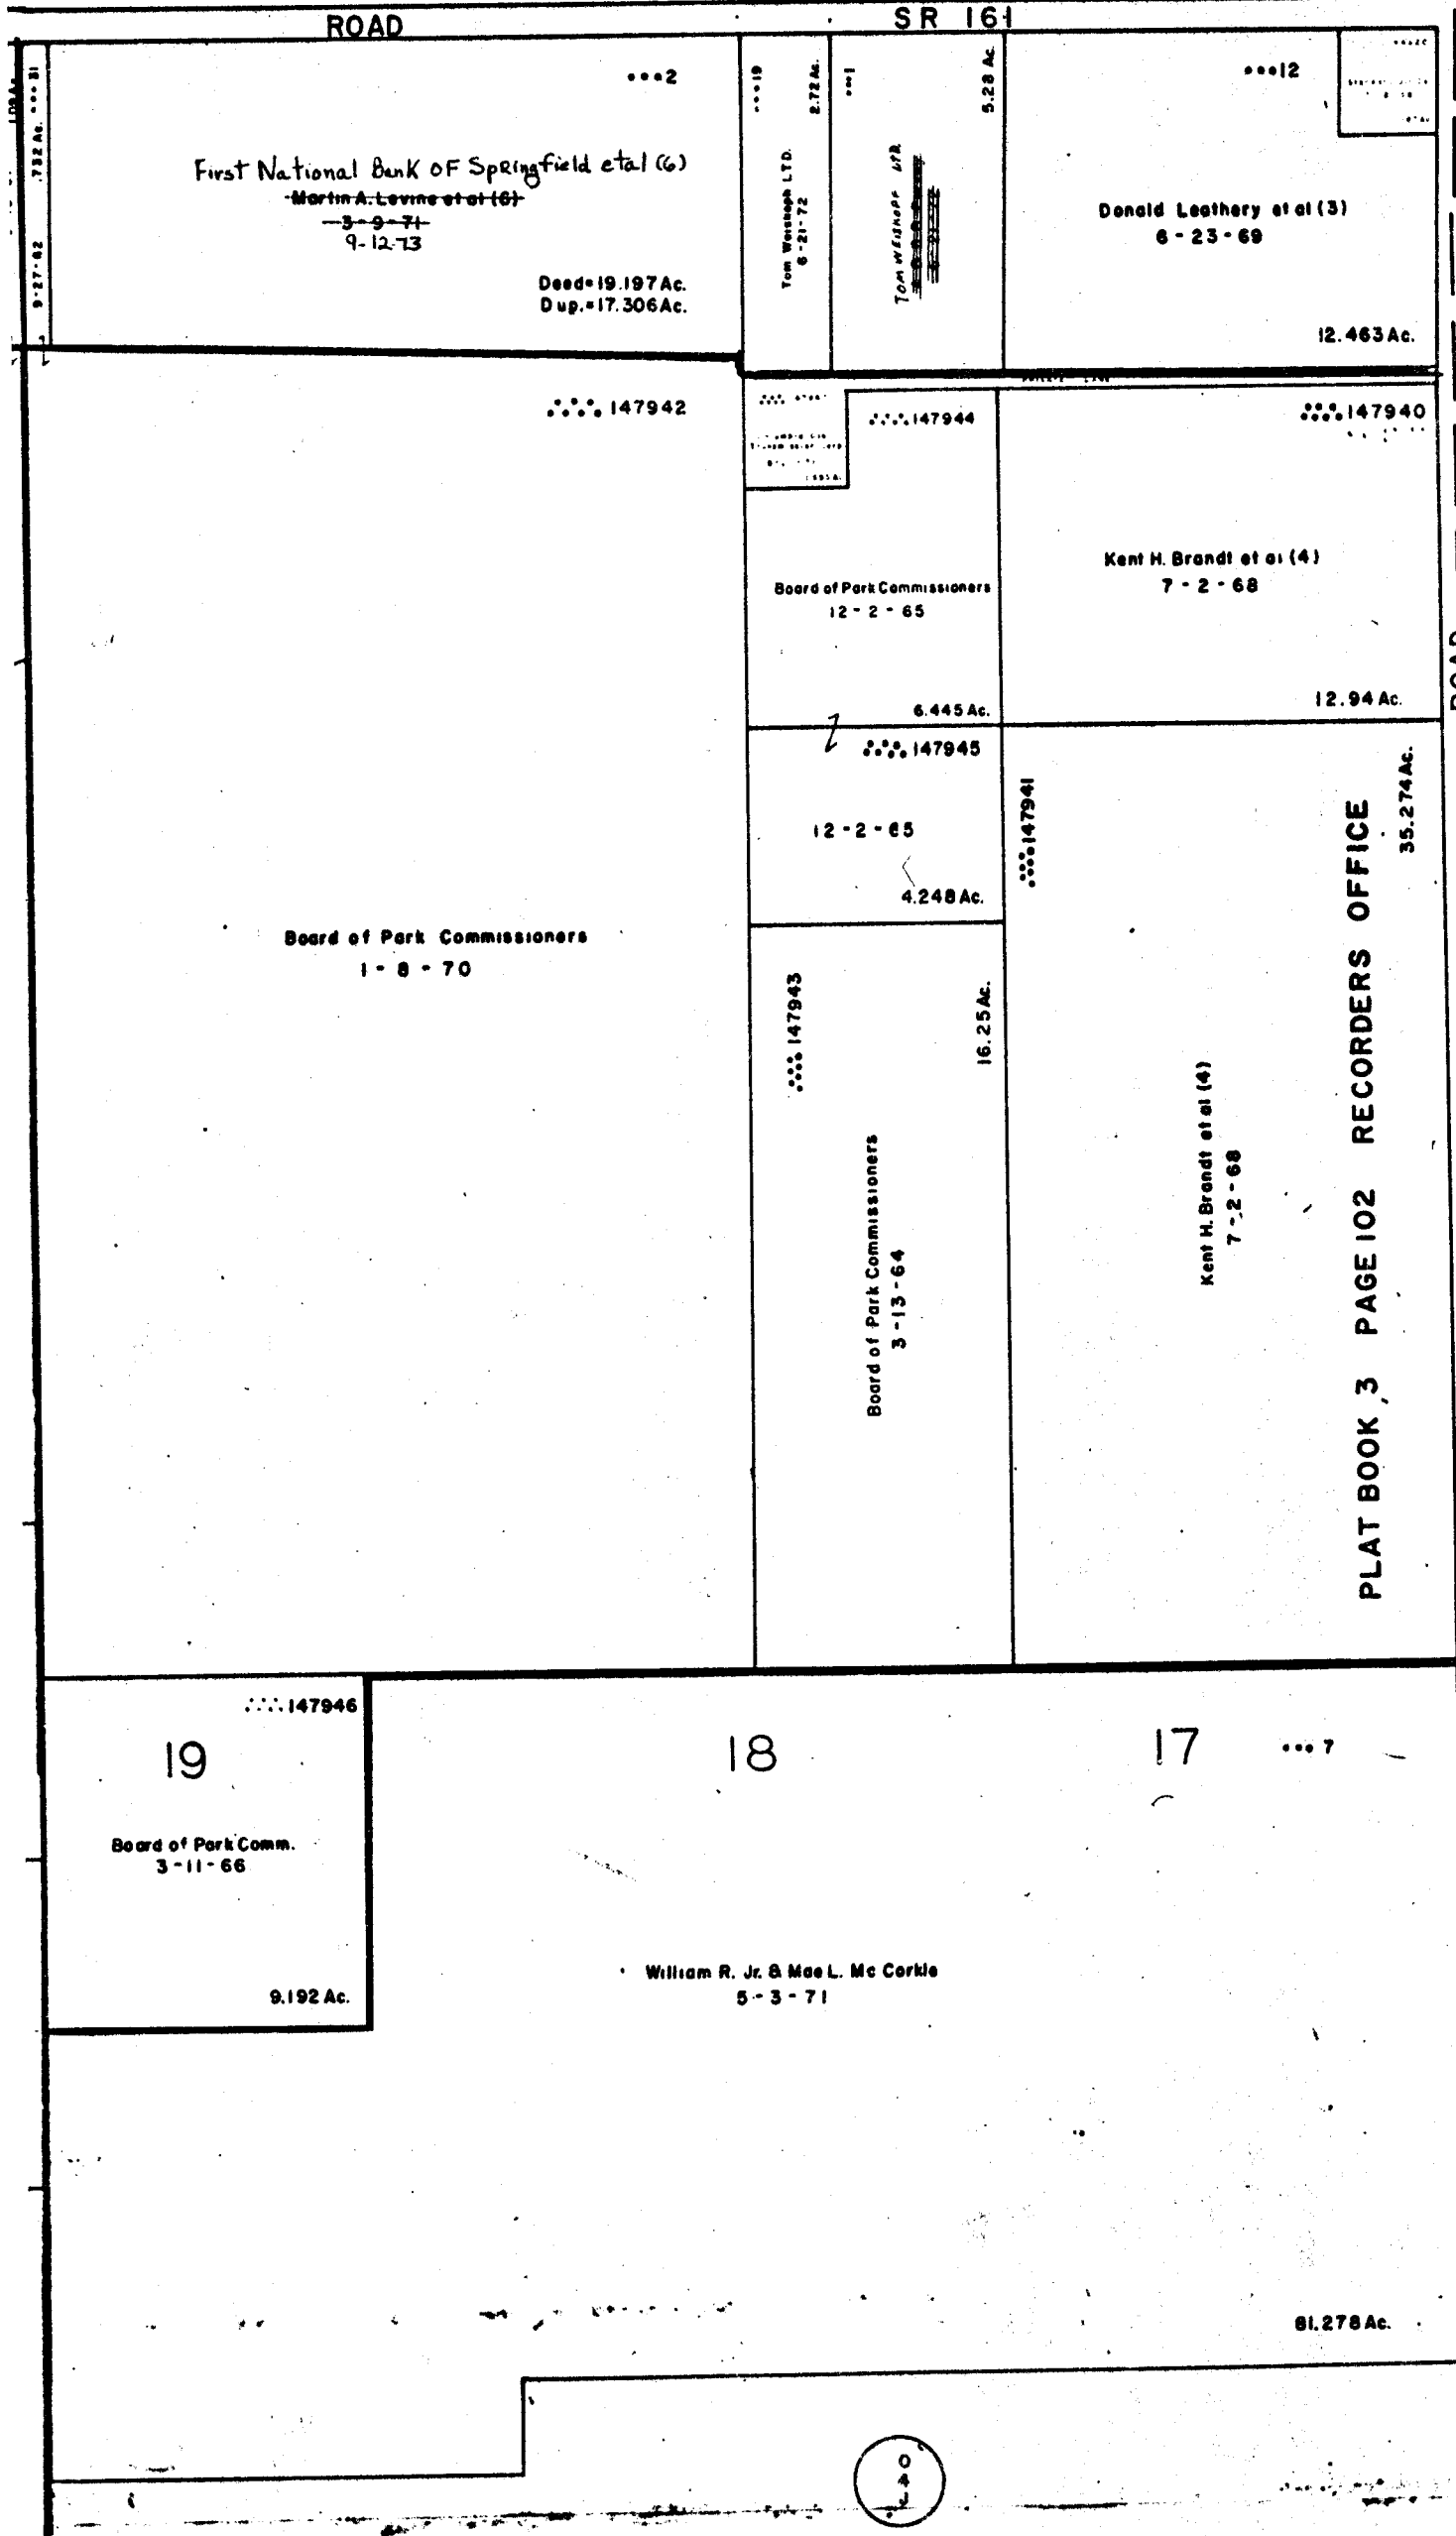 ROAD
SR 161
•••31
.732 Ac.
9-27-62
•••2
First National Bank OF Springfield etal (6)
Martin A. Levine et al (6)
3-9-71
9-12-73
Deed=19.197 Ac.
Dup.=17.306 Ac.
•••19
2.72 Ac.
Tom Weiskoph LTD.
6-21-72
•••1
5.28 Ac.
TOM WEISKOPF LTD.
•••12
Donald Leathery et al (3)
6-23-69
12.463 Ac.
147942
147944
147940
Board of Park Commissioners
12-2-65
6.445 Ac.
Kent H. Brandt et al (4)
7-2-68
12.94 Ac.
ROAD
147945
12-2-65
4.248 Ac.
147941
35.274 Ac.
Board of Park Commissioners
1-8-70
147943
16.25 Ac.
Board of Park Commissioners
3-13-64
Kent H. Brandt et al (4)
7-2-68
PLAT BOOK 3 PAGE 102 RECORDERS OFFICE
147946
19
18
17
•••7
Board of Park Comm.
3-11-66
9.192 Ac.
William R. Jr. & Mae L. Mc Corkle
5-3-71
81.278 Ac.